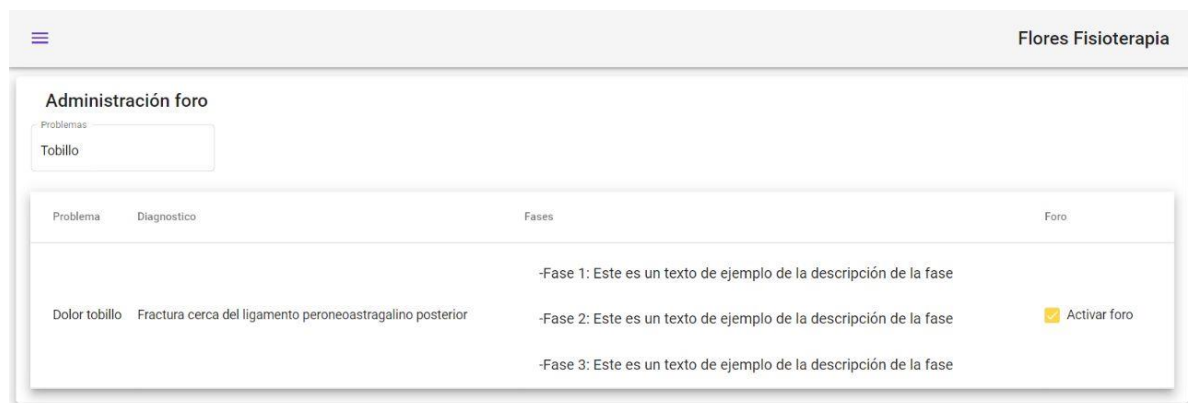 Flores Fisioterapia
Administración foro
Problemas
Tobillo
Problema Diagnostico Fases Foro
-Fase 1: Este es un texto de ejemplo de la descripción de la fase
Dolor tobillo Fractura cerca del ligamento peroneoastragalino posterior -Fase 2: Este es un texto de ejemplo de la descripción de la fase Activar foro
-Fase 3: Este es un texto de ejemplo de la descripción de la fase